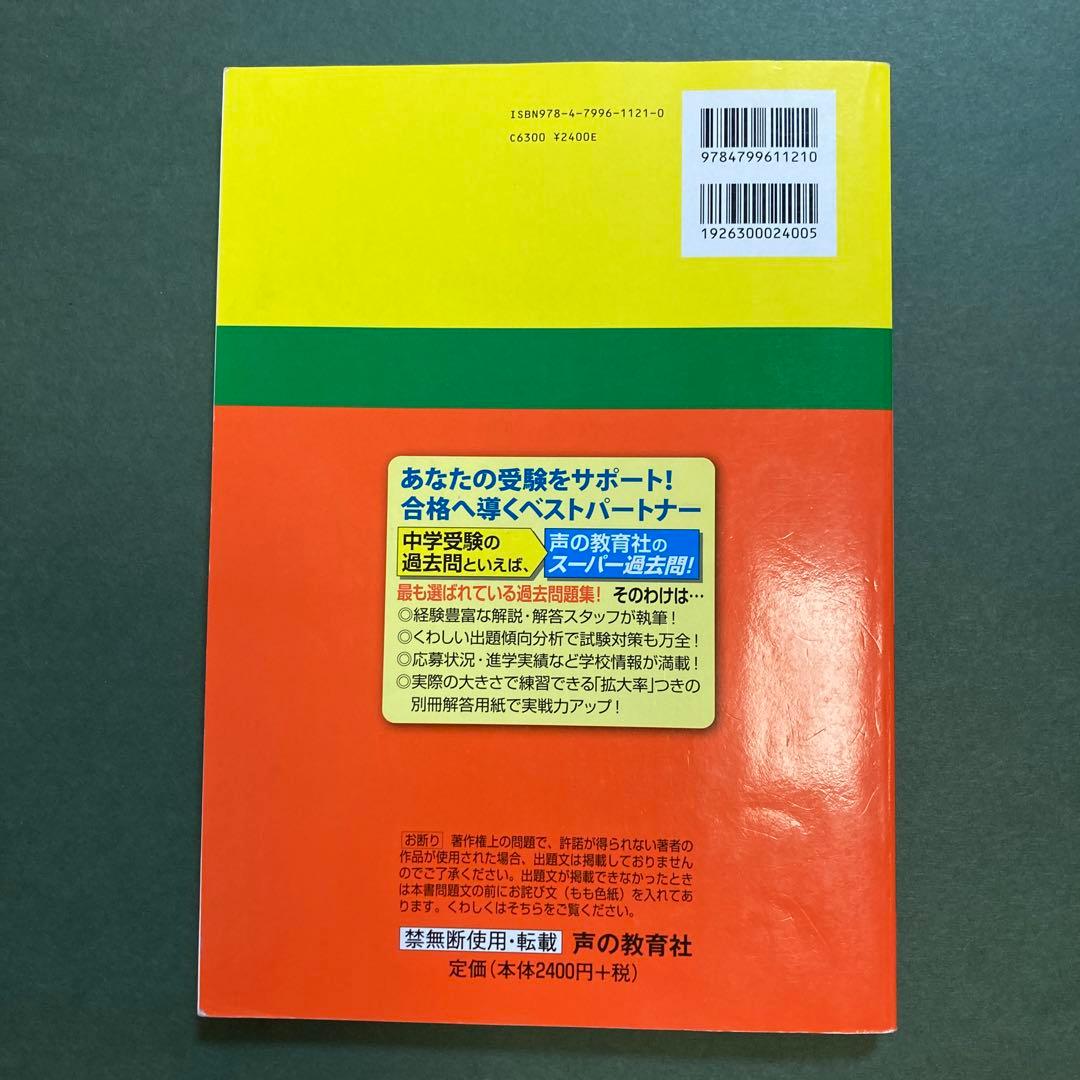 ISBN978-4-7996-1121-0
C6300 ¥2400E
9784799611210
1926300024005
あなたの受験をサポート!
合格へ導くベストパートナー
中学受験の
過去問といえば、
声の教育社の
スーパー過去問!
最も選ばれている過去問題集! そのわけは…
◎経験豊富な解説・解答スタッフが執筆!
◎くわしい出題傾向分析で試験対策も万全!
◎応募状況・進学実績など学校情報が満載!
◎実際の大きさで練習できる「拡大率」つきの
別冊解答用紙で実戦力アップ!
お断り 著作権上の問題で、許諾が得られない著者の
作品が使用された場合、出題文は掲載しておりません
のでご了承ください。出題文が掲載できなかったとき
は本書問題文の前にお詫び文(もも色紙)を入れてあ
ります。くわしくはそちらをご覧ください。
禁無断使用・転載 声の教育社
定価(本体2400円+税)